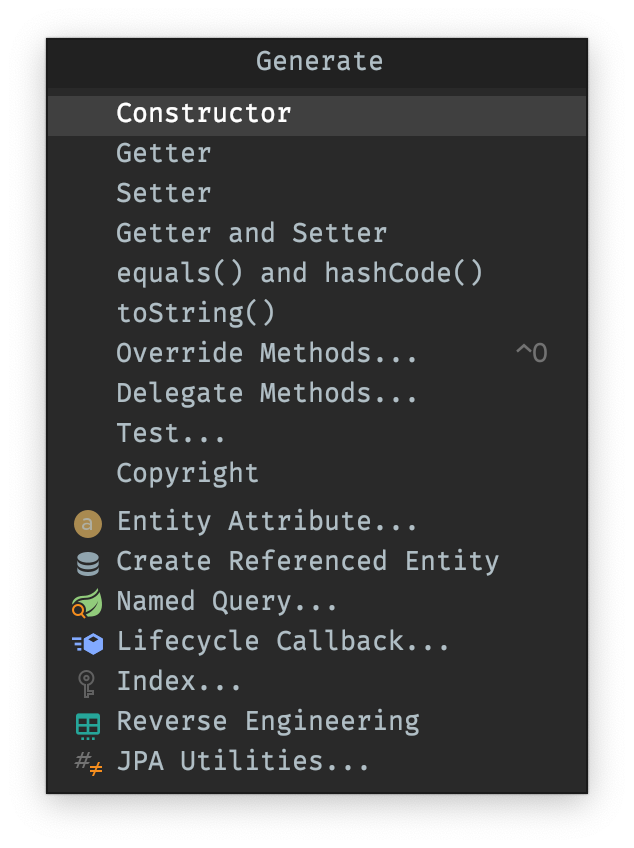 Generate
Constructor
Getter
Setter
Getter and Setter
equals() and hashCode()
toString()
Override Methods... ^O
Delegate Methods...
Test...
Copyright
a Entity Attribute...
Create Referenced Entity
Named Query...
Lifecycle Callback...
Index...
Reverse Engineering
#≠ JPA Utilities...